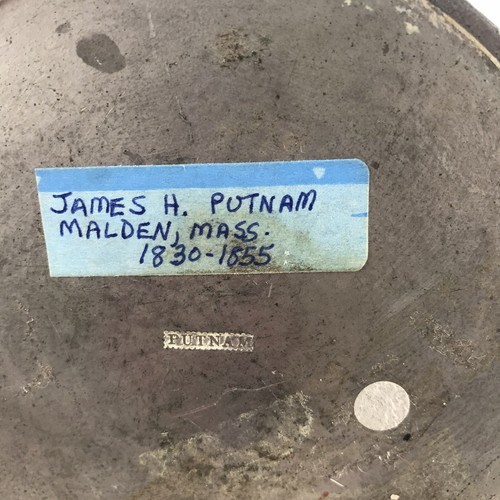 JAMES H. PUTNAM
MALDEN, MASS.
1830-1855
PUTNAM